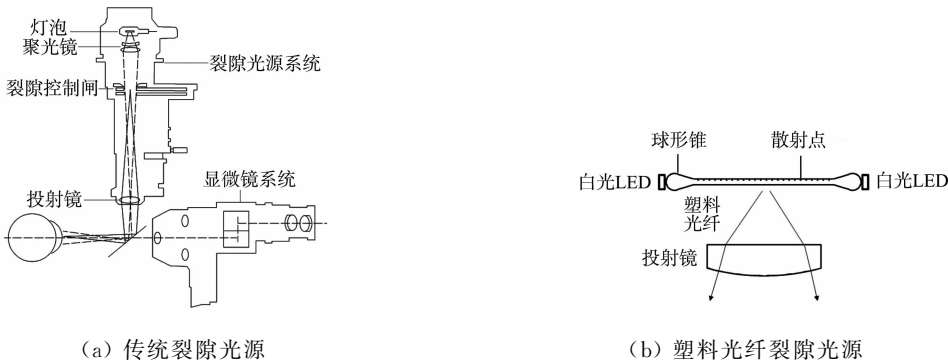 灯泡
聚光镜
裂隙光源系统
裂隙控制闸
显微镜系统
投射镜
(a) 传统裂隙光源
球形锥
散射点
白光LED
白光LED
塑料
光纤
投射镜
(b) 塑料光纤裂隙光源